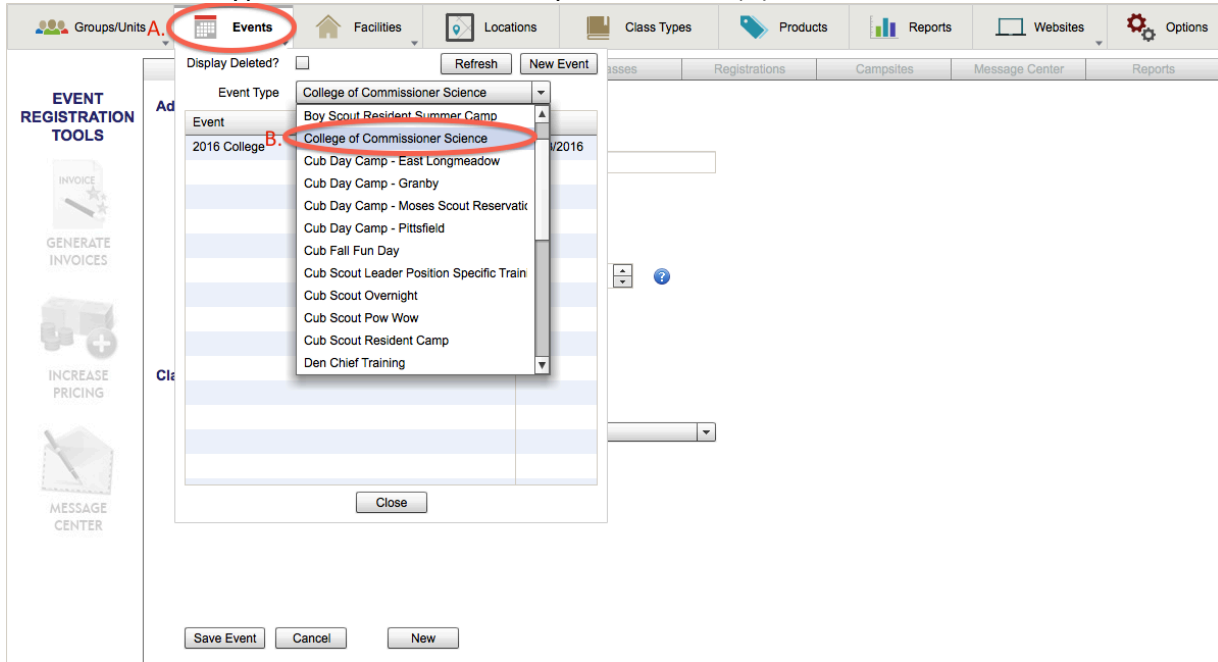 Groups/Units A. Events Facilities Locations Class Types Products Reports Websites Options
Display Deleted? Refresh New Event
asses Registrations Campsites Message Center Reports
Event Type College of Commissioner Science
EVENT
REGISTRATION
TOOLS
Ad
Event
Boy Scout Resident Summer Camp
B. College of Commissioner Science
2016 College /2016
Cub Day Camp - East Longmeadow
Cub Day Camp - Granby
Cub Day Camp - Moses Scout Reservatic
Cub Day Camp - Pittsfield
Cub Fall Fun Day
Cub Scout Leader Position Specific Traini
Cub Scout Overnight
Cub Scout Pow Wow
Cub Scout Resident Camp
Den Chief Training
INVOICE
GENERATE
INVOICES
INCREASE
PRICING
Cla
MESSAGE
CENTER
Close
Save Event Cancel New